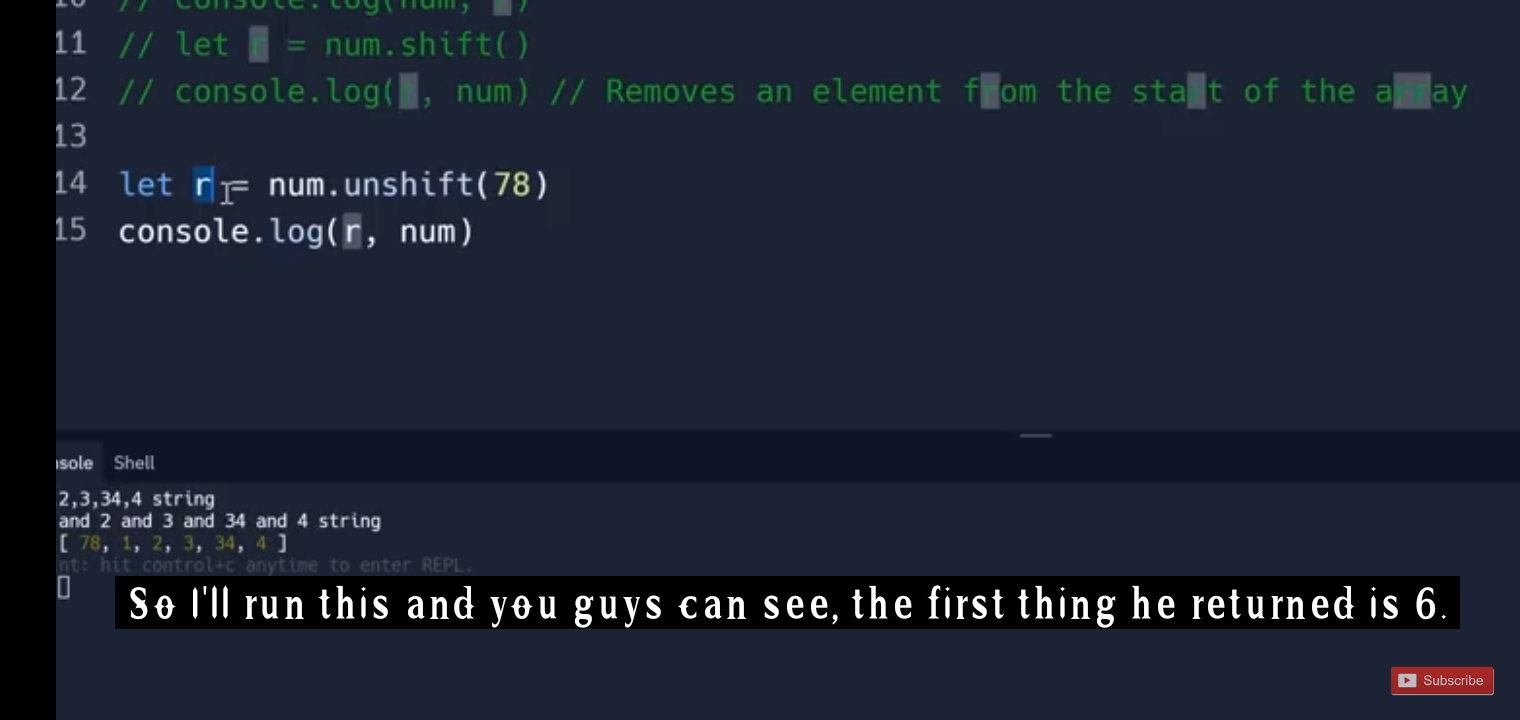 10 // console.log(num, r)
11 // let r = num.shift()
12 // console.log(r, num) // Removes an element from the start of the array
13
14 let r = num.unshift(78)
15 console.log(r, num)
nsole Shell
2,3,34,4 string
and 2 and 3 and 34 and 4 string
[ 78, 1, 2, 3, 34, 4 ]
nt: hit control+c anytime to enter REPL.
So I'll run this and you guys can see, the first thing he returned is 6.
Subscribe